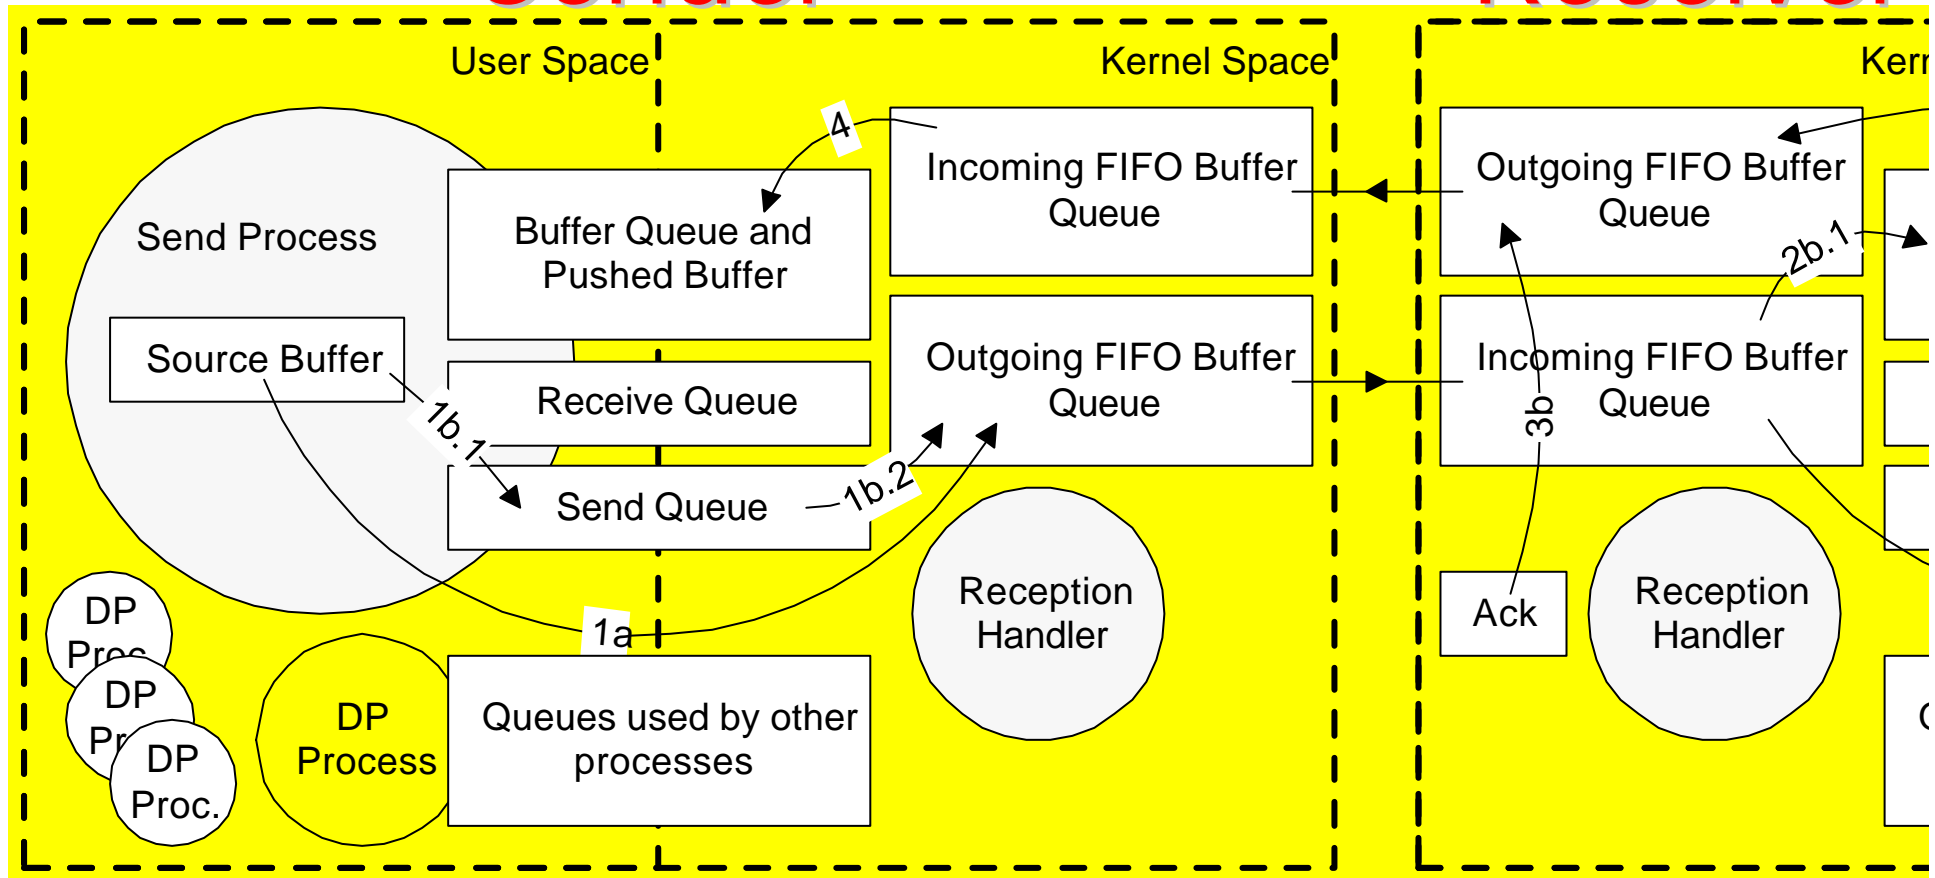 User Space
Kernel Space
4
Incoming FIFO Buffer
Queue
Outgoing FIFO Buffer
Queue
Send Process
Buffer Queue and
Pushed Buffer
2b.1
Source Buffer
Receive Queue
Outgoing FIFO Buffer
Queue
Incoming FIFO Buffer
Queue
1b.1
3b
Send Queue
1b.2
Reception
Handler
Ack
Reception
Handler
1a
DP
Proc.
DP
DP
Proc.
DP
Process
Queues used by other
processes